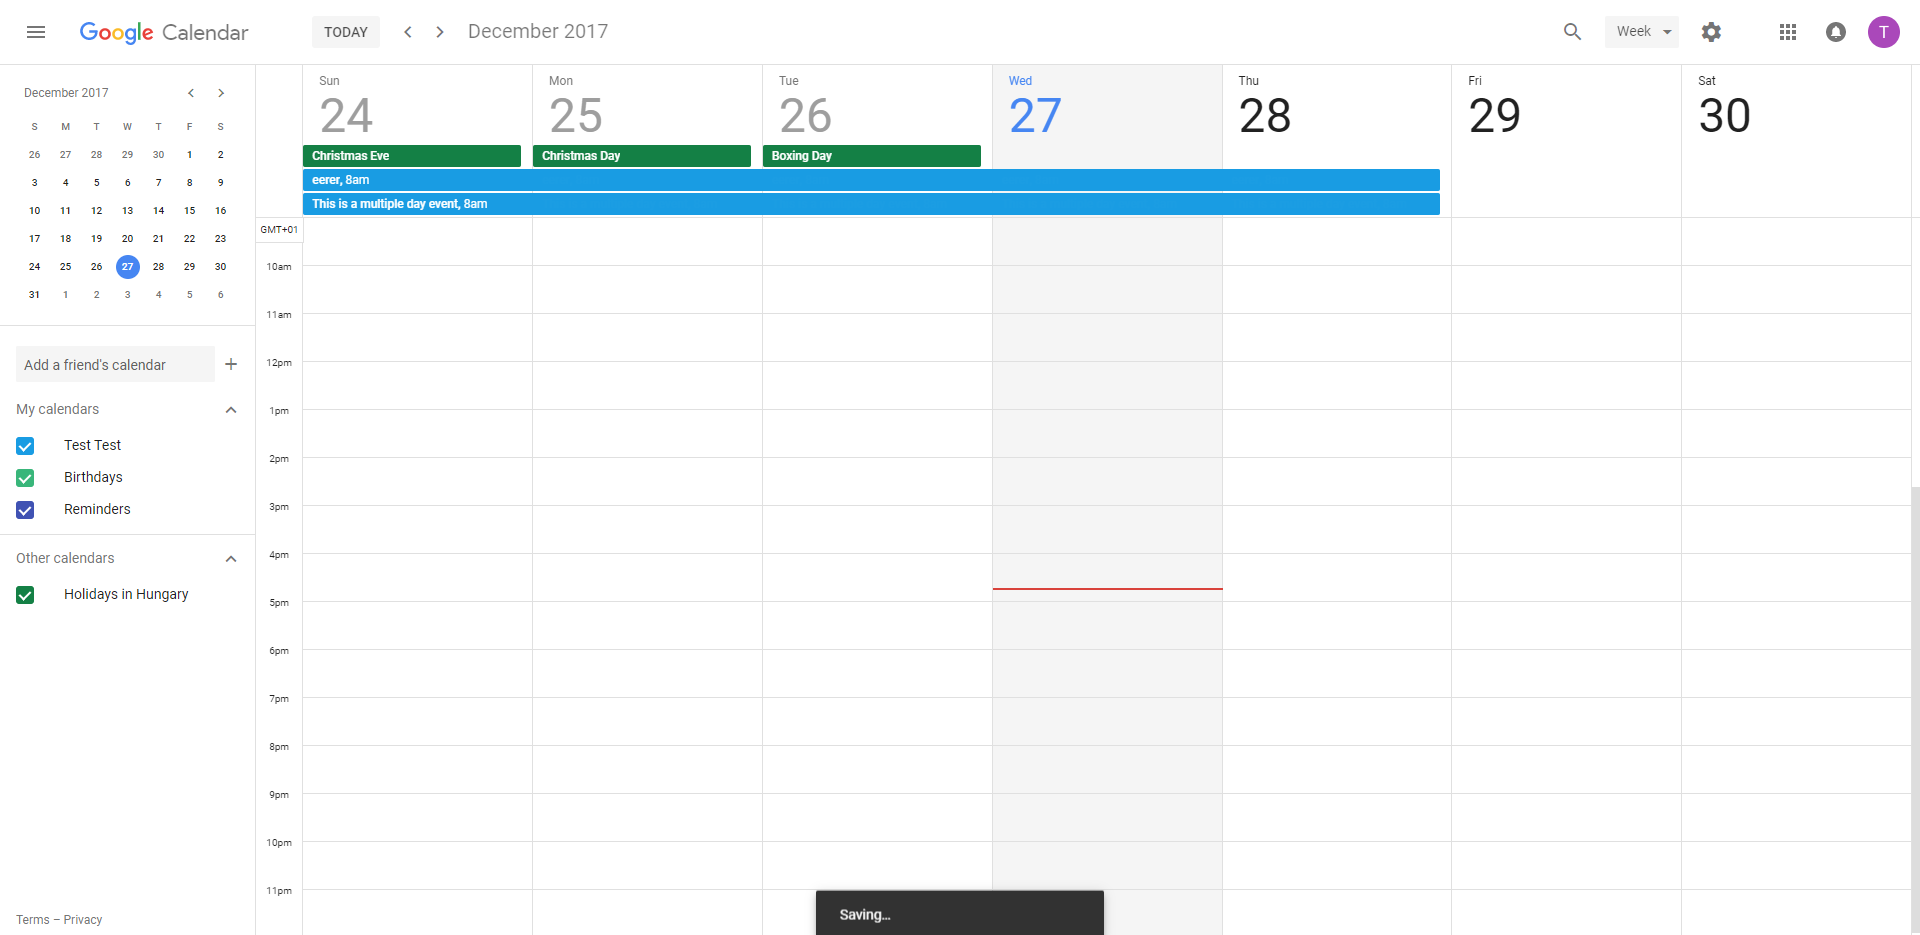 Google Calendar
TODAY
December 2017
Week
T
December 2017
S M T W T F S
26 27 28 29 30 1 2
3 4 5 6 7 8 9
10 11 12 13 14 15 16
17 18 19 20 21 22 23
24 25 26 27 28 29 30
31 1 2 3 4 5 6
Add a friend's calendar
My calendars
Test Test
Birthdays
Reminders
Other calendars
Holidays in Hungary
Terms – Privacy
Sun Mon Tue Wed Thu Fri Sat
24 25 26 27 28 29 30
Christmas Eve Christmas Day Boxing Day
eerer, 8am
This is a multiple day event, 8am
GMT+01
10am
11am
12pm
1pm
2pm
3pm
4pm
5pm
6pm
7pm
8pm
9pm
10pm
11pm
Saving...